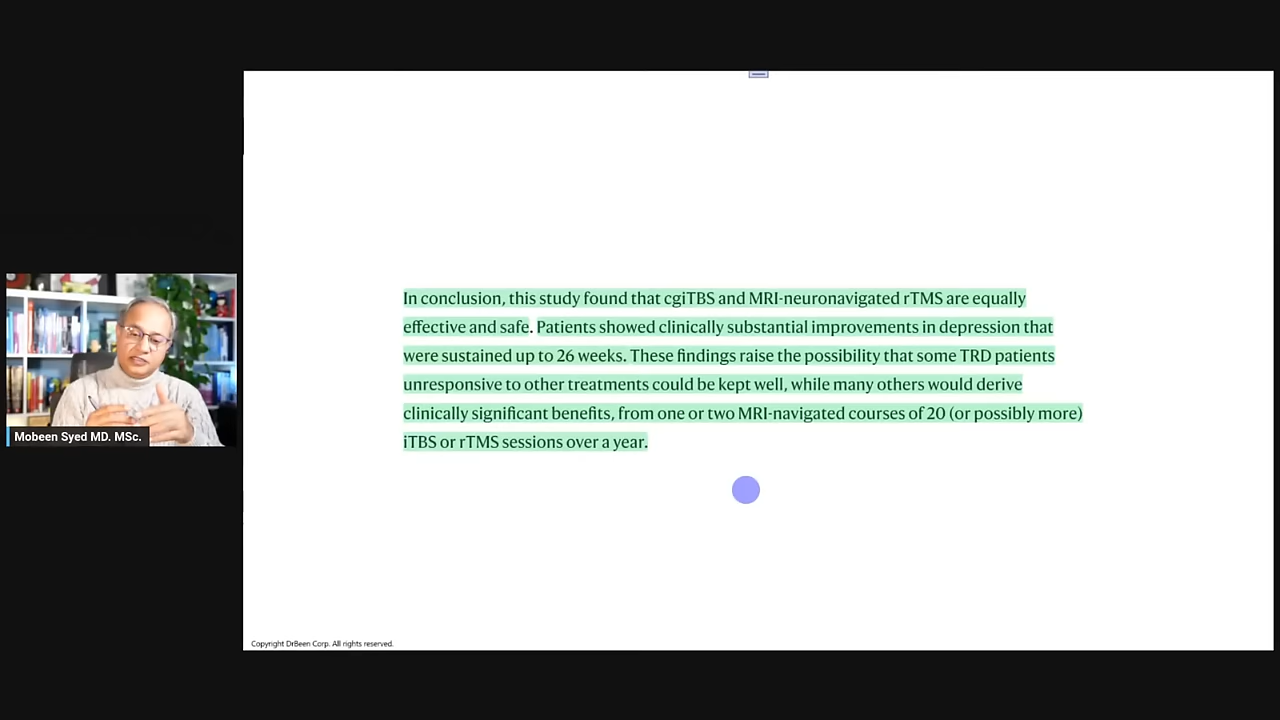 In conclusion, this study found that cgiTBS and MRI-neuronavigated rTMS are equally
effective and safe. Patients showed clinically substantial improvements in depression that
were sustained up to 26 weeks. These findings raise the possibility that some TRD patients
unresponsive to other treatments could be kept well, while many others would derive
clinically significant benefits, from one or two MRI-navigated courses of 20 (or possibly more)
iTBS or rTMS sessions over a year.
Mobeen Syed MD. MSc.
Copyright DrBeen Corp. All rights reserved.